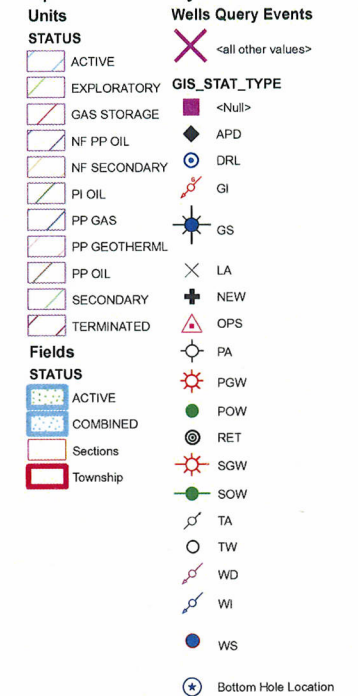 Units
STATUS
ACTIVE
EXPLORATORY
GAS STORAGE
NF PP OIL
NF SECONDARY
PI OIL
PP GAS
PP GEOTHERML
PP OIL
SECONDARY
TERMINATED
Fields
STATUS
ACTIVE
COMBINED
Sections
Township
Wells Query Events
<all other values>
GIS_STAT_TYPE
<Null>
APD
DRL
GI
GS
LA
NEW
OPS
PA
PGW
POW
RET
SGW
SOW
TA
TW
WD
WI
WS
Bottom Hole Location